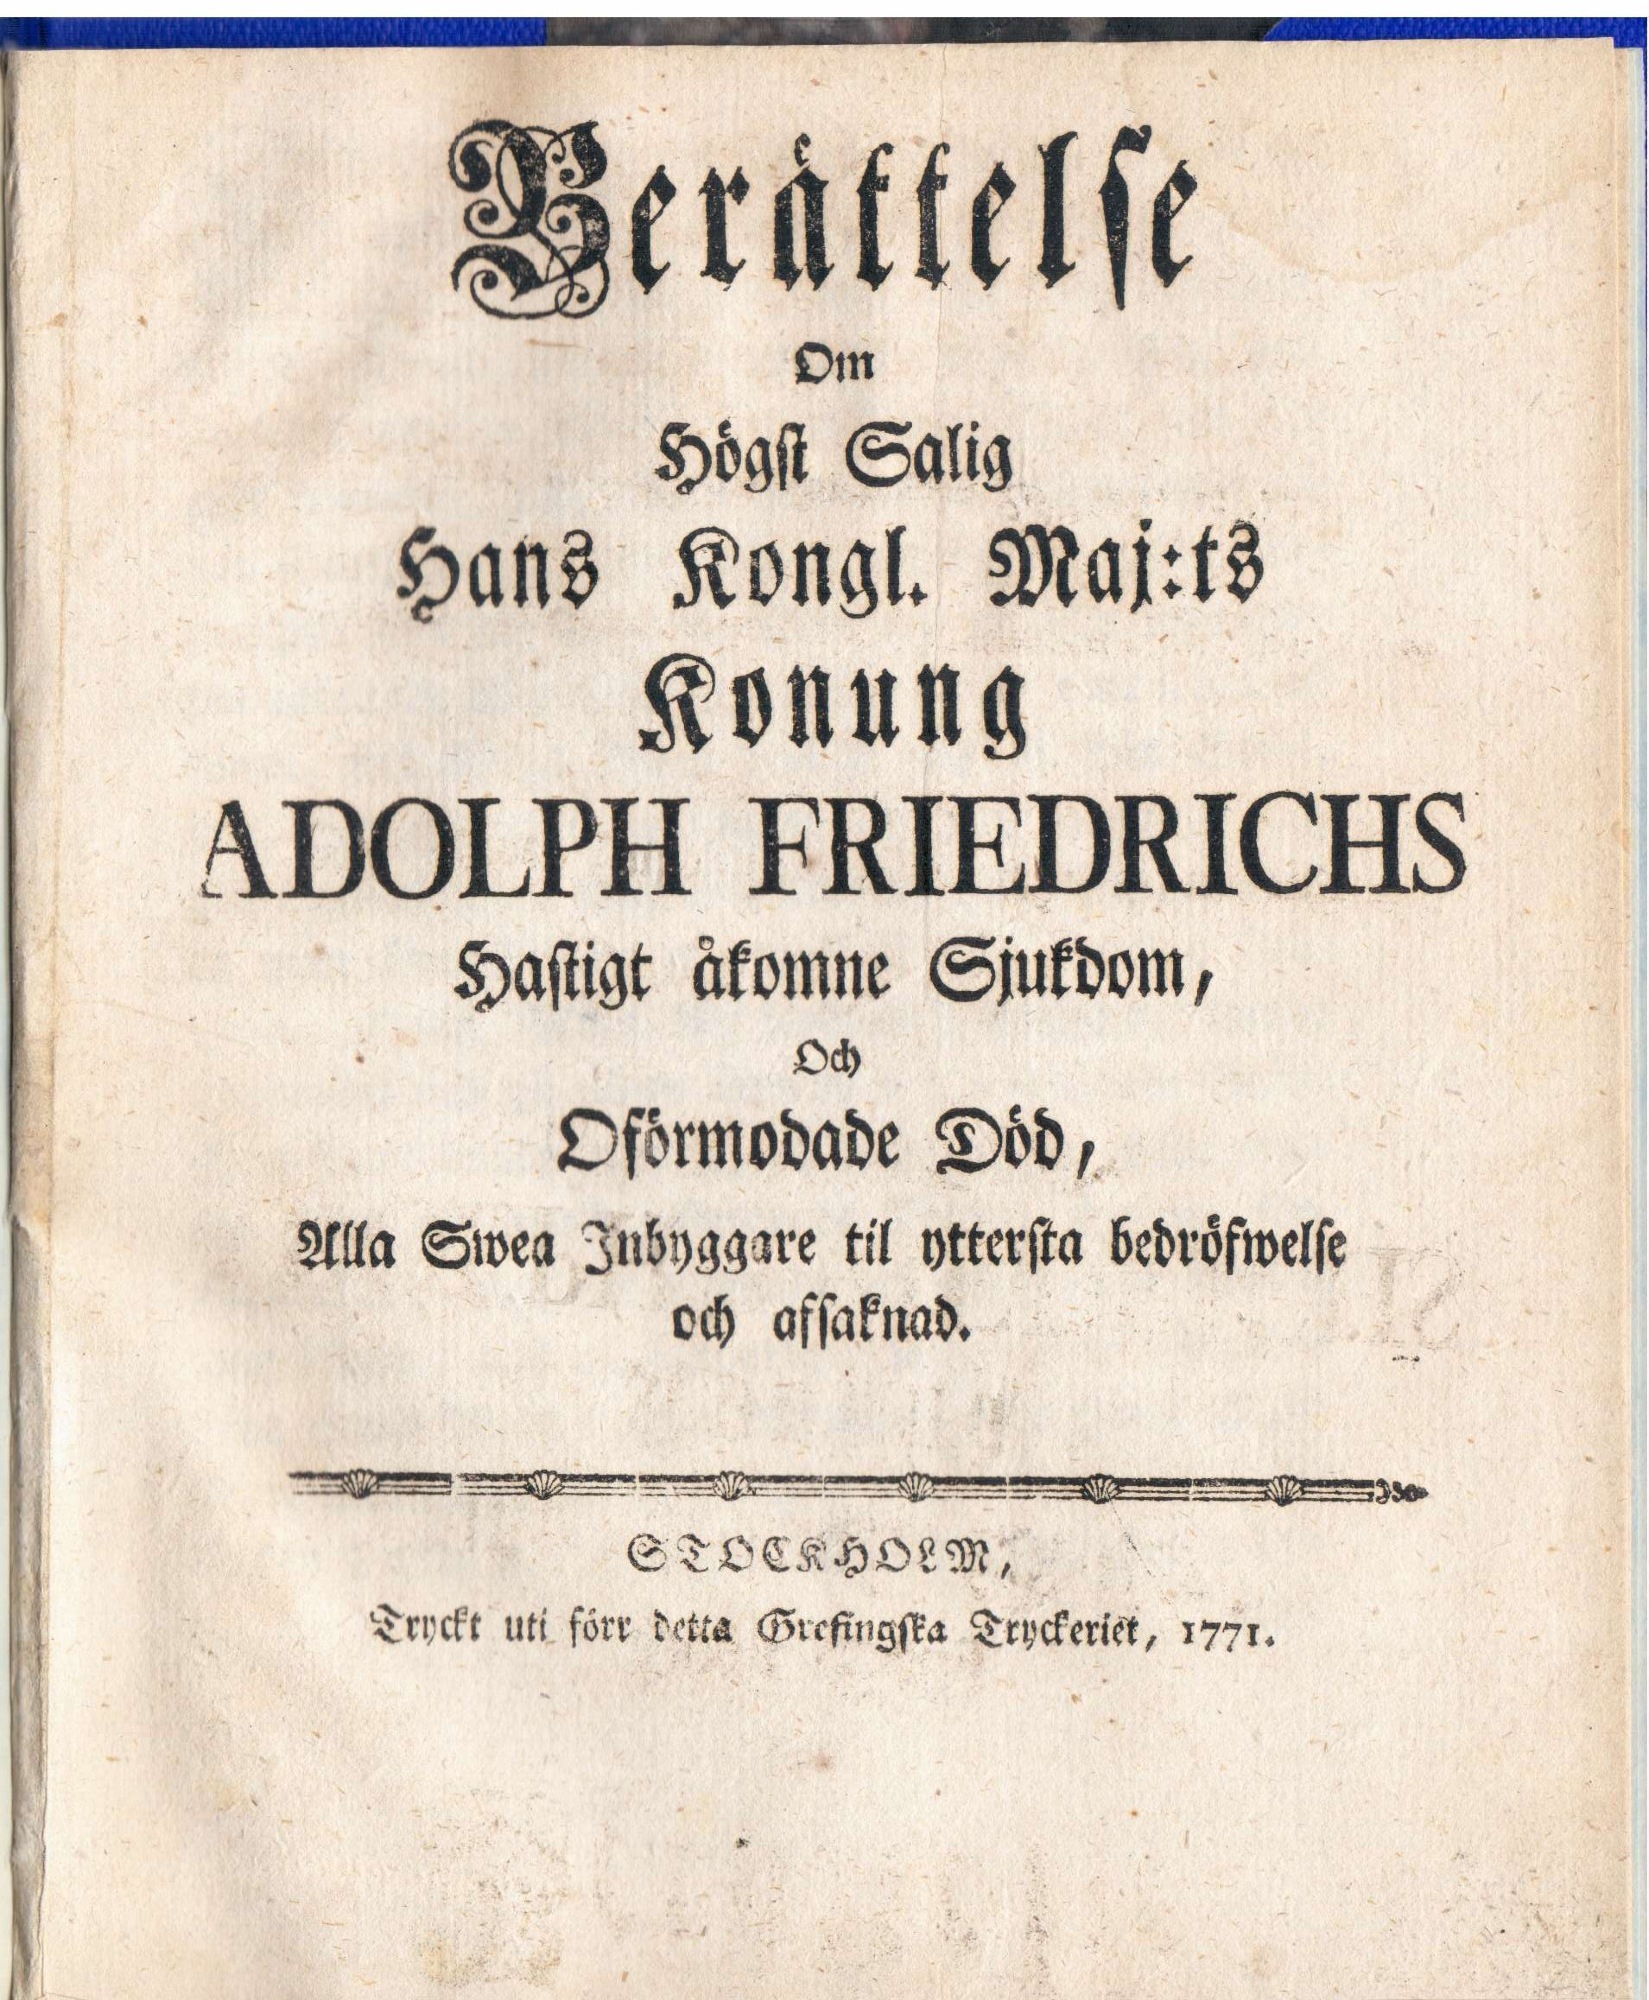 Berättelse
Om
Högst Salig
Hans Kongl. Maj:ts
Konung
ADOLPH FRIEDRICHS
Hastigt åkomne Sjukdom,
Och
Oförmodade Död,
Alla Swea Inbyggare til yttersta bedröfwelse
och afsaknad.
STOCKHOLM,
Tryckt uti förr detta Grefingska Tryckeriet, 1771.